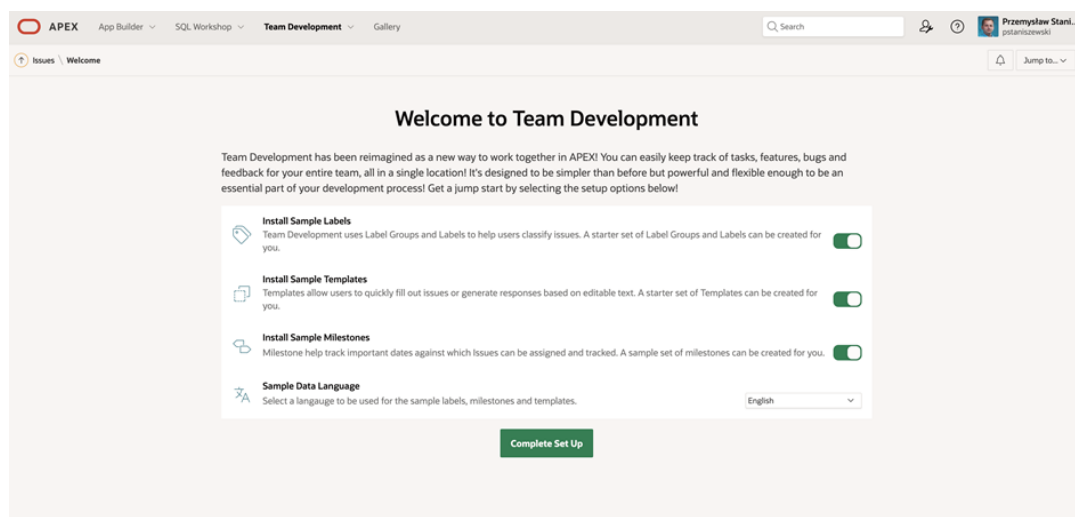 APEX App Builder SQL Workshop Team Development Gallery Search Przemysław Stani...
pstaniszewski
Issues \ Welcome Jump to...
Welcome to Team Development
Team Development has been reimagined as a new way to work together in APEX! You can easily keep track of tasks, features, bugs and
feedback for your entire team, all in a single location! It's designed to be simpler than before but powerful and flexible enough to be an
essential part of your development process! Get a jump start by selecting the setup options below!
Install Sample Labels
Team Development uses Label Groups and Labels to help users classify issues. A starter set of Label Groups and Labels can be created for
you.
Install Sample Templates
Templates allow users to quickly fill out issues or generate responses based on editable text. A starter set of Templates can be created for
you.
Install Sample Milestones
Milestone help track important dates against which Issues can be assigned and tracked. A sample set of milestones can be created for you.
Sample Data Language
Select a langauge to be used for the sample labels, milestones and templates. English
Complete Set Up